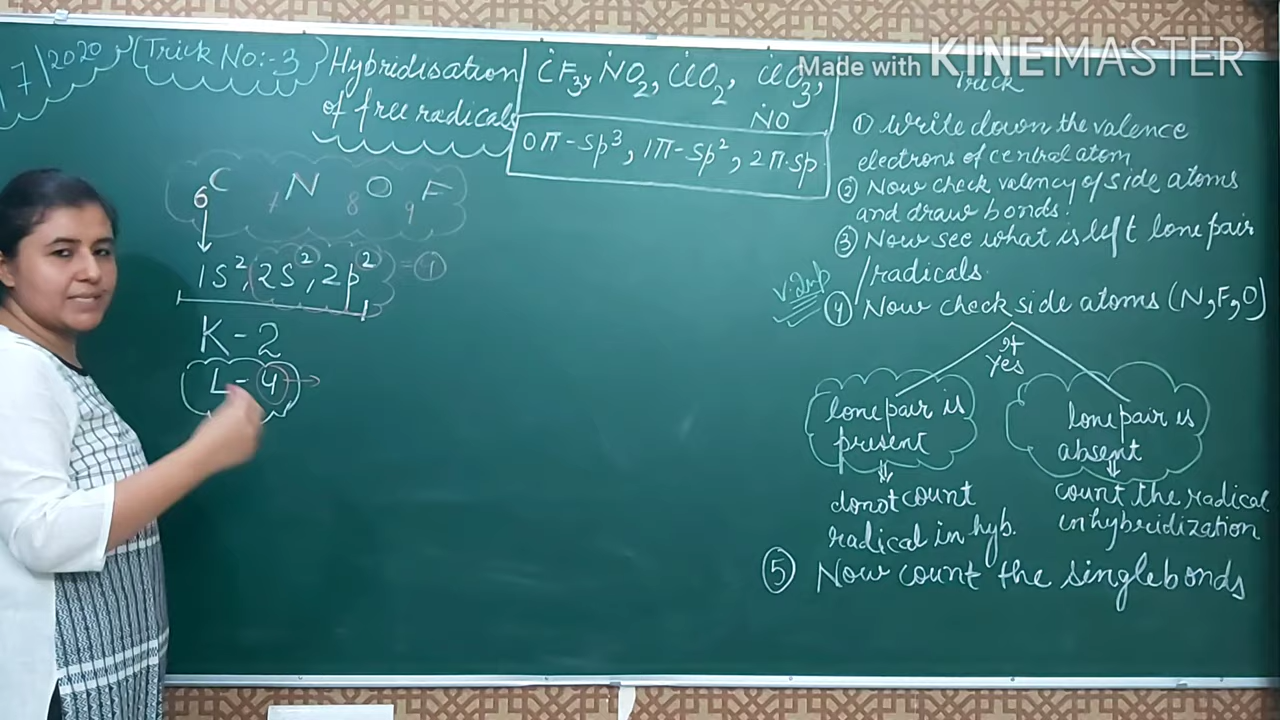 7/2020
(Trick No:-3)
Hybridisation
of free radicals
ĊF3, ṄO2, ĊlO2, ĊlO3,
ṄO
0π-sp³, 1π-sp², 2π-sp.
Made with KINEMASTER
Trick
① Write down the valence
electrons of central atom
② Now check valency of side atoms
and draw bonds.
③ Now see what is left lone pair
/radicals.
V.Imp
④ Now check side atoms (N,F,O)
If
Yes
lone pair is
present
⇓
donot count
radical in hyb.
lone pair is
absent
⇓
count the radical
in hybridization
⑤ Now count the single bonds
6C 7N 8O 9F
↓
1s², 2s², 2p² = ①
K-2
L-4→